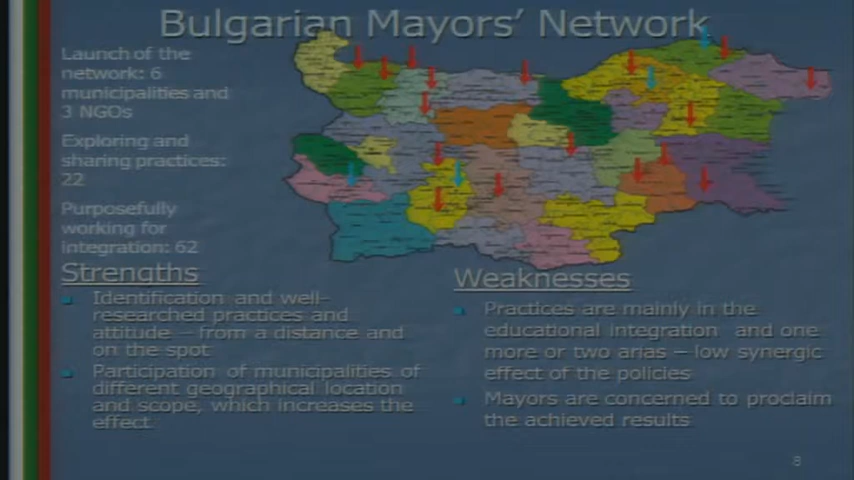 Bulgarian Mayors' Network
Launch of the
network: 6
municipalities and
3 NGOs
Exploring and
sharing practices:
22
Purposefully
working for
integration: 62
Strengths
Identification and well-
researched practices and
attitude – from a distance and
on the spot
Participation of municipalities of
different geographical location
and scope, which increases the
effect.
Weaknesses
Practices are mainly in the
educational integration and one
more or two arias – low synergic
effect of the policies
Mayors are concerned to proclaim
the achieved results
8